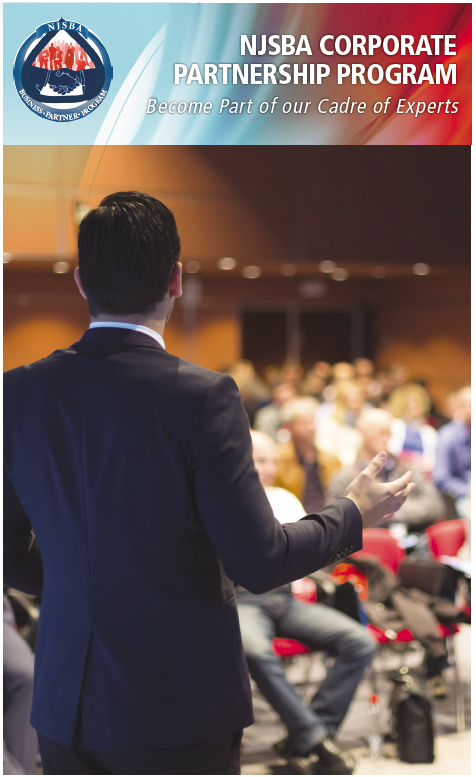 NJSBA
BUSINESS • PARTNER • PROGRAM
NJSBA CORPORATE
PARTNERSHIP PROGRAM
Become Part of our Cadre of Experts